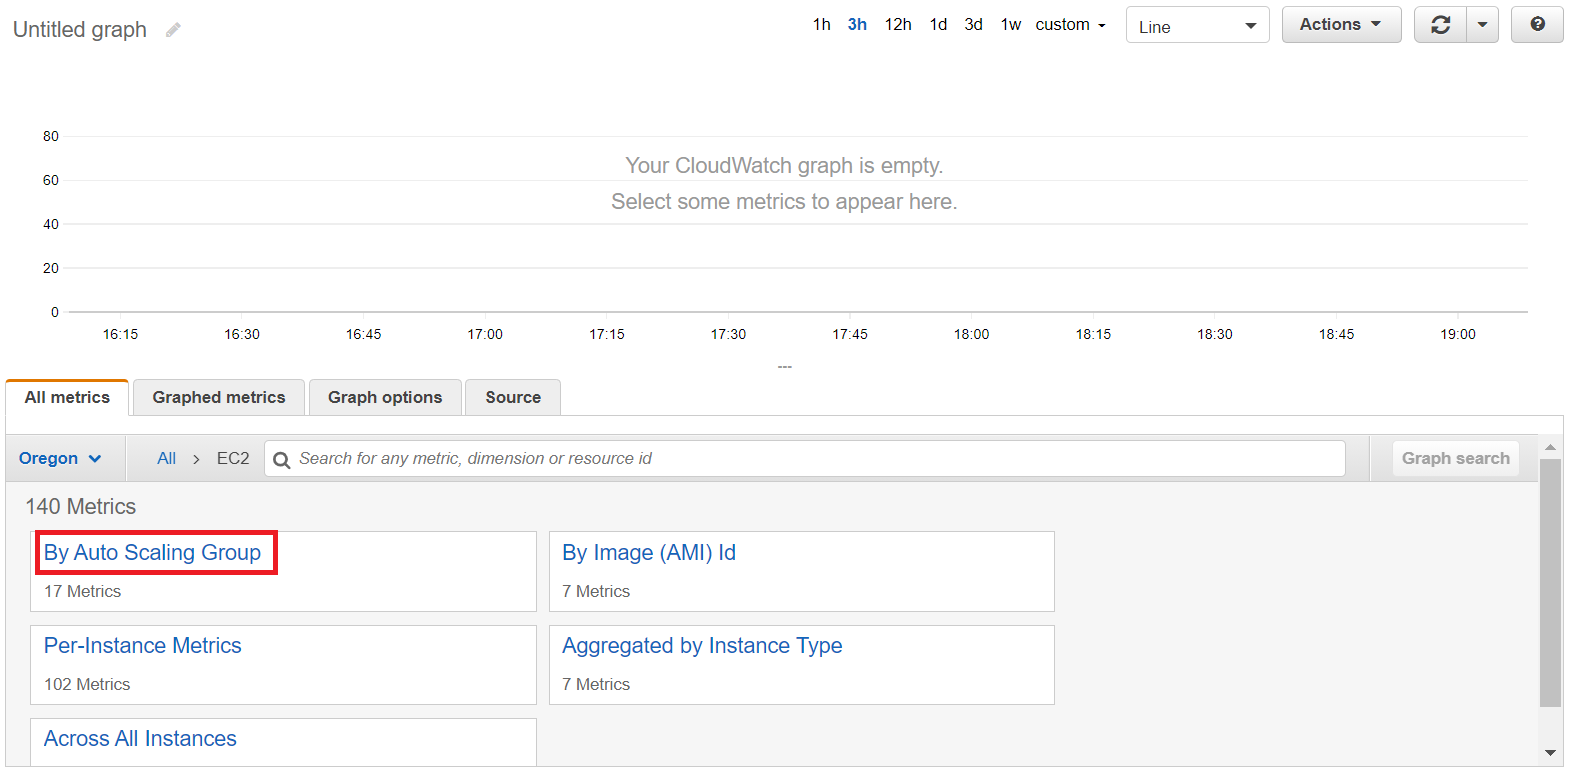 Untitled graph
1h 3h 12h 1d 3d 1w custom
Line
Actions
?
80
60
40
20
0
Your CloudWatch graph is empty.
Select some metrics to appear here.
16:15 16:30 16:45 17:00 17:15 17:30 17:45 18:00 18:15 18:30 18:45 19:00
All metrics
Graphed metrics
Graph options
Source
Oregon
All > EC2
Search for any metric, dimension or resource id
Graph search
140 Metrics
By Auto Scaling Group
17 Metrics
By Image (AMI) Id
7 Metrics
Per-Instance Metrics
102 Metrics
Aggregated by Instance Type
7 Metrics
Across All Instances